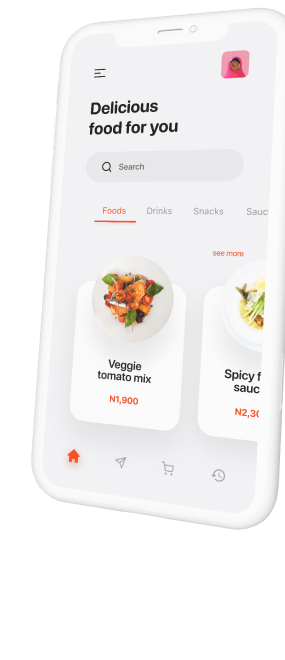 Delicious
food for you
Search
Foods Drinks Snacks Sauc
see more
Veggie
tomato mix
N1,900
Spicy f
sauc
N2,30